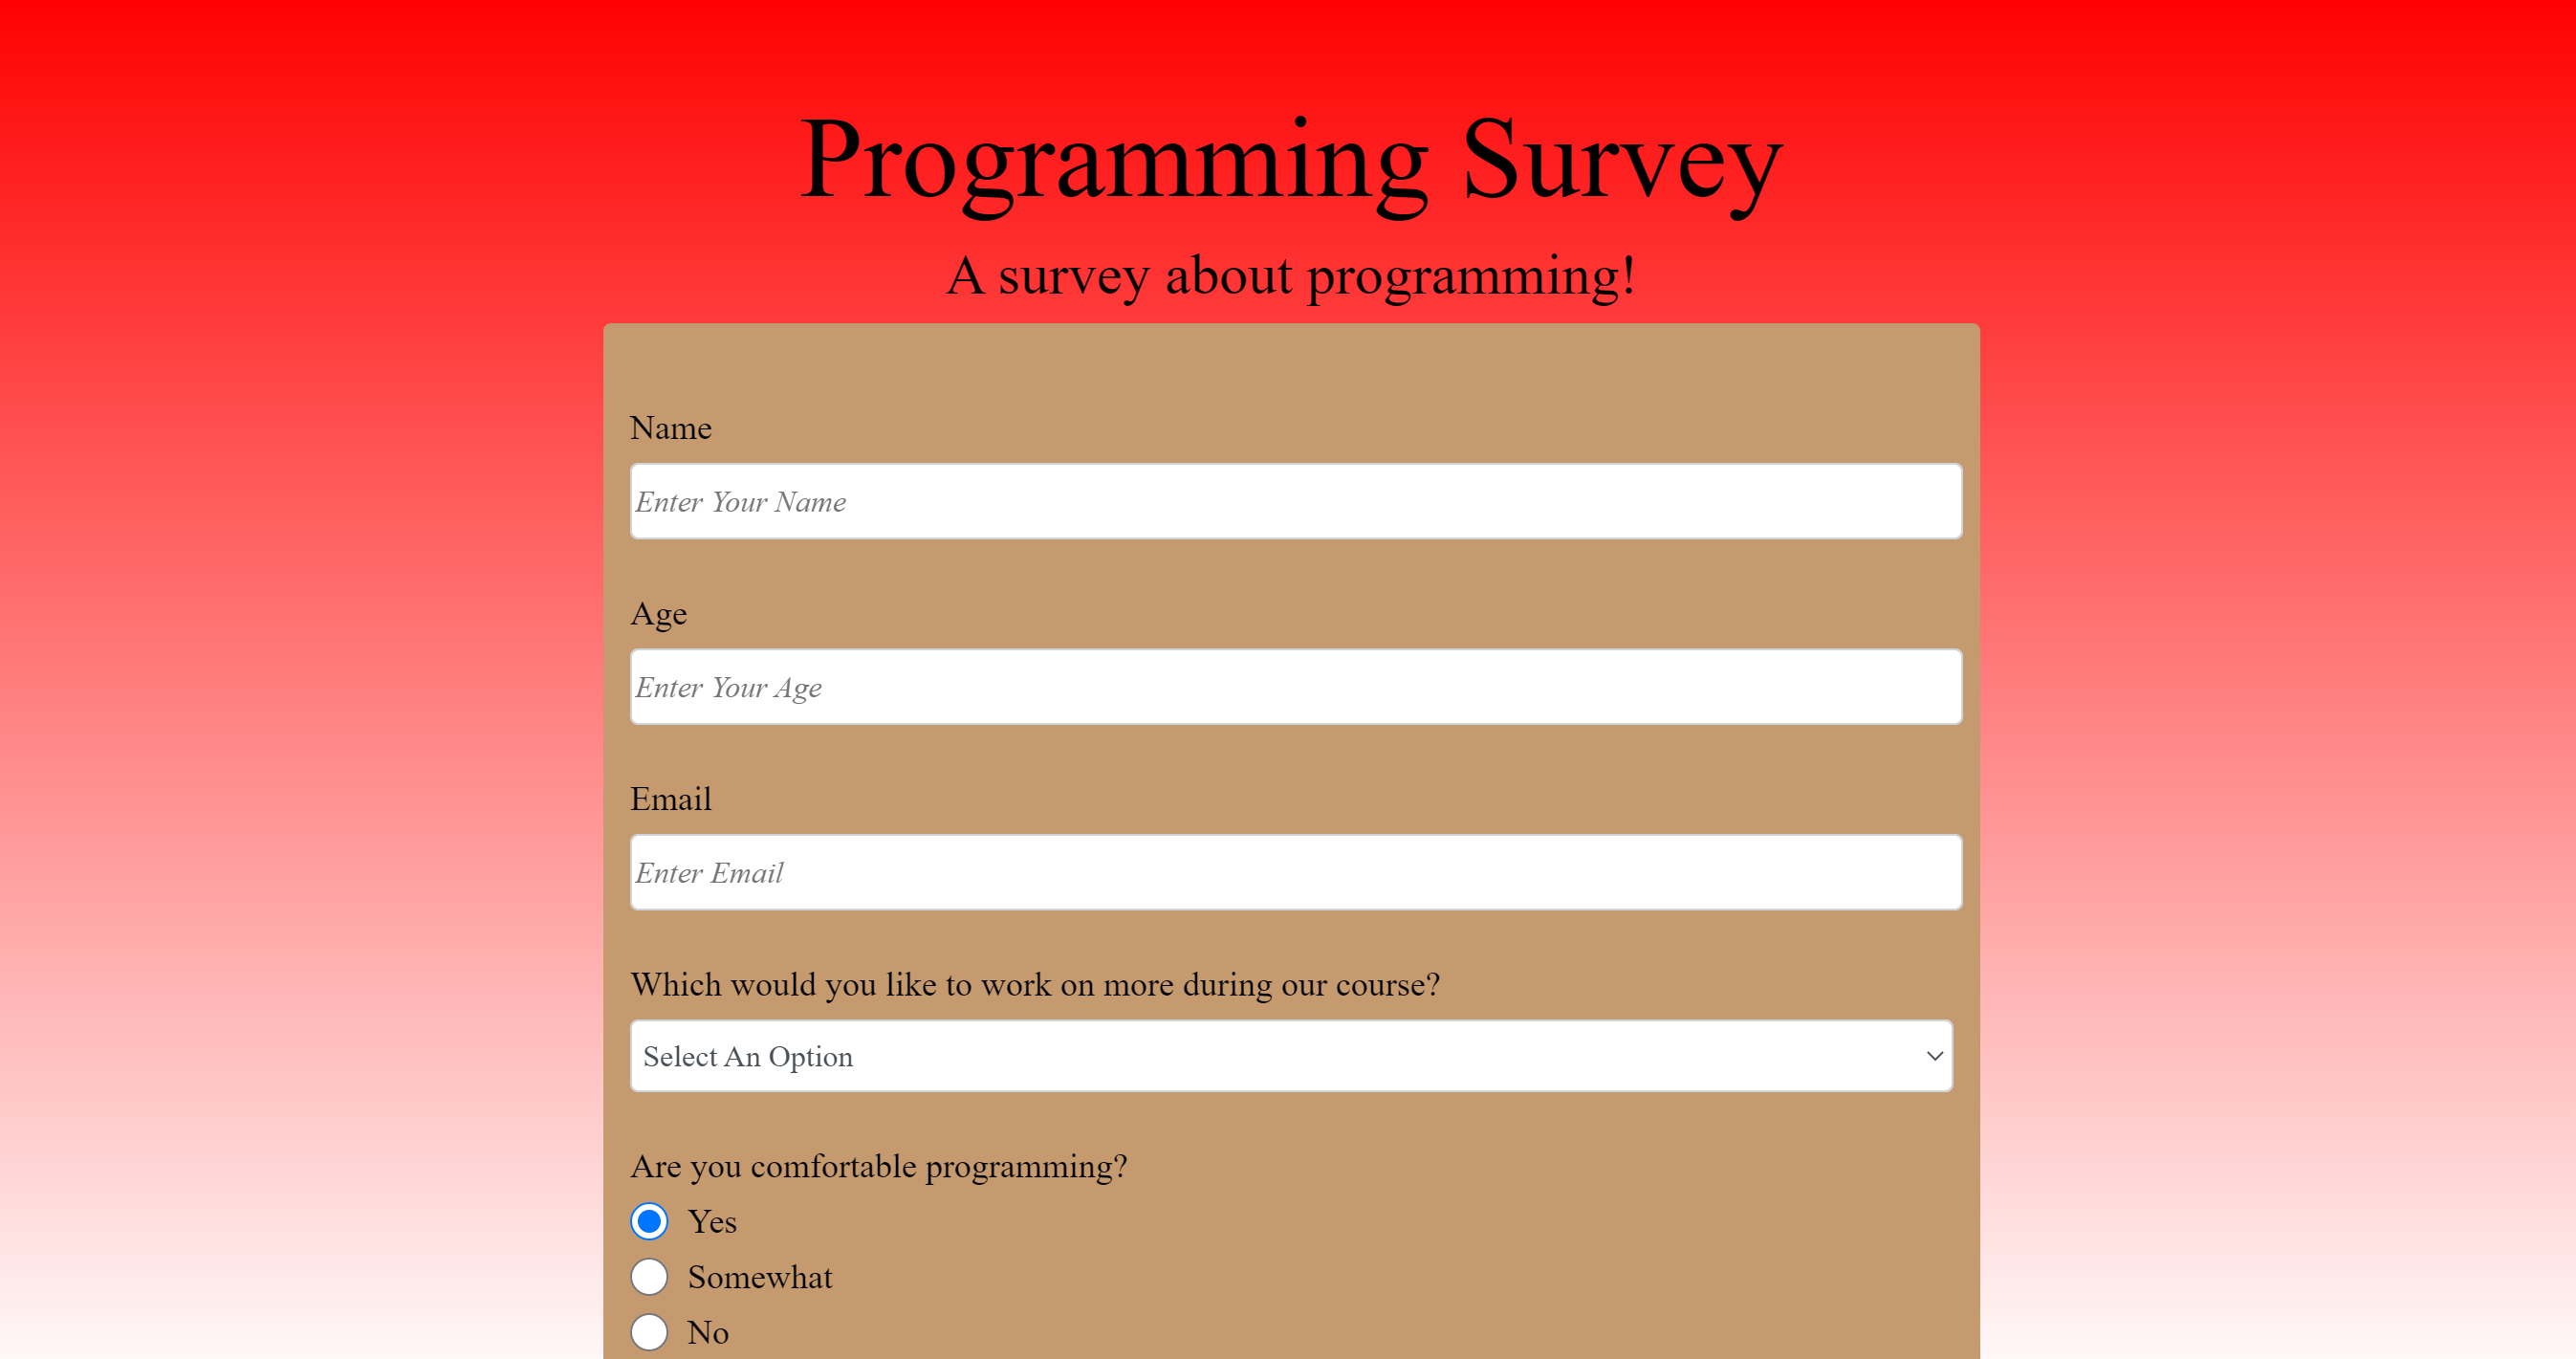 Programming Survey
A survey about programming!
Name
Enter Your Name
Age
Enter Your Age
Email
Enter Email
Which would you like to work on more during our course?
Select An Option
Are you comfortable programming?
Yes
Somewhat
No